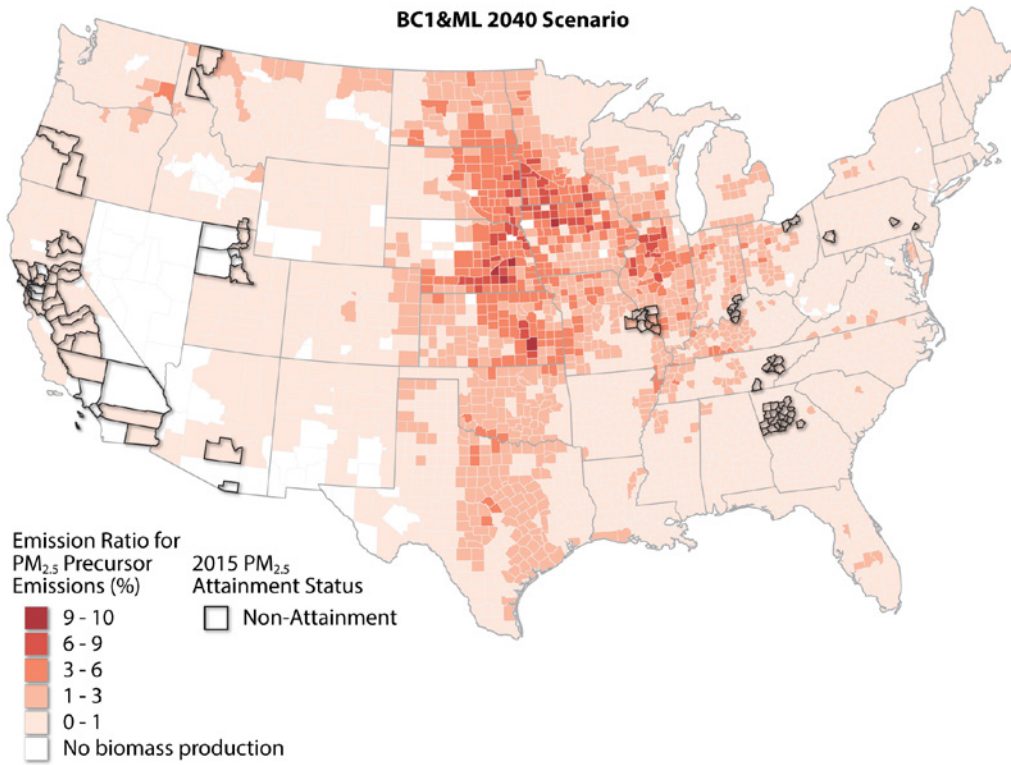 BC1&ML 2040 Scenario
Emission Ratio for
PM2.5 Precursor
Emissions (%)
9 - 10
6 - 9
3 - 6
1 - 3
0 - 1
No biomass production
2015 PM2.5
Attainment Status
Non-Attainment